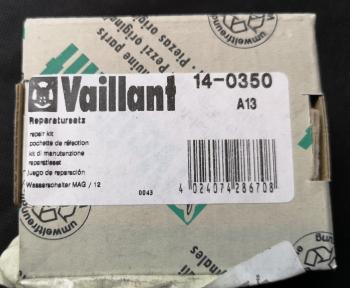 Vaillant
14-0350
A13
Reparatursatz
repair kit
pochette de réfection
kit di manutenzione
reparatieset
juego de reparación
Wasserschalter MAG / 12
0043
4 024074 286708
Pezzi originali
Piezas originales